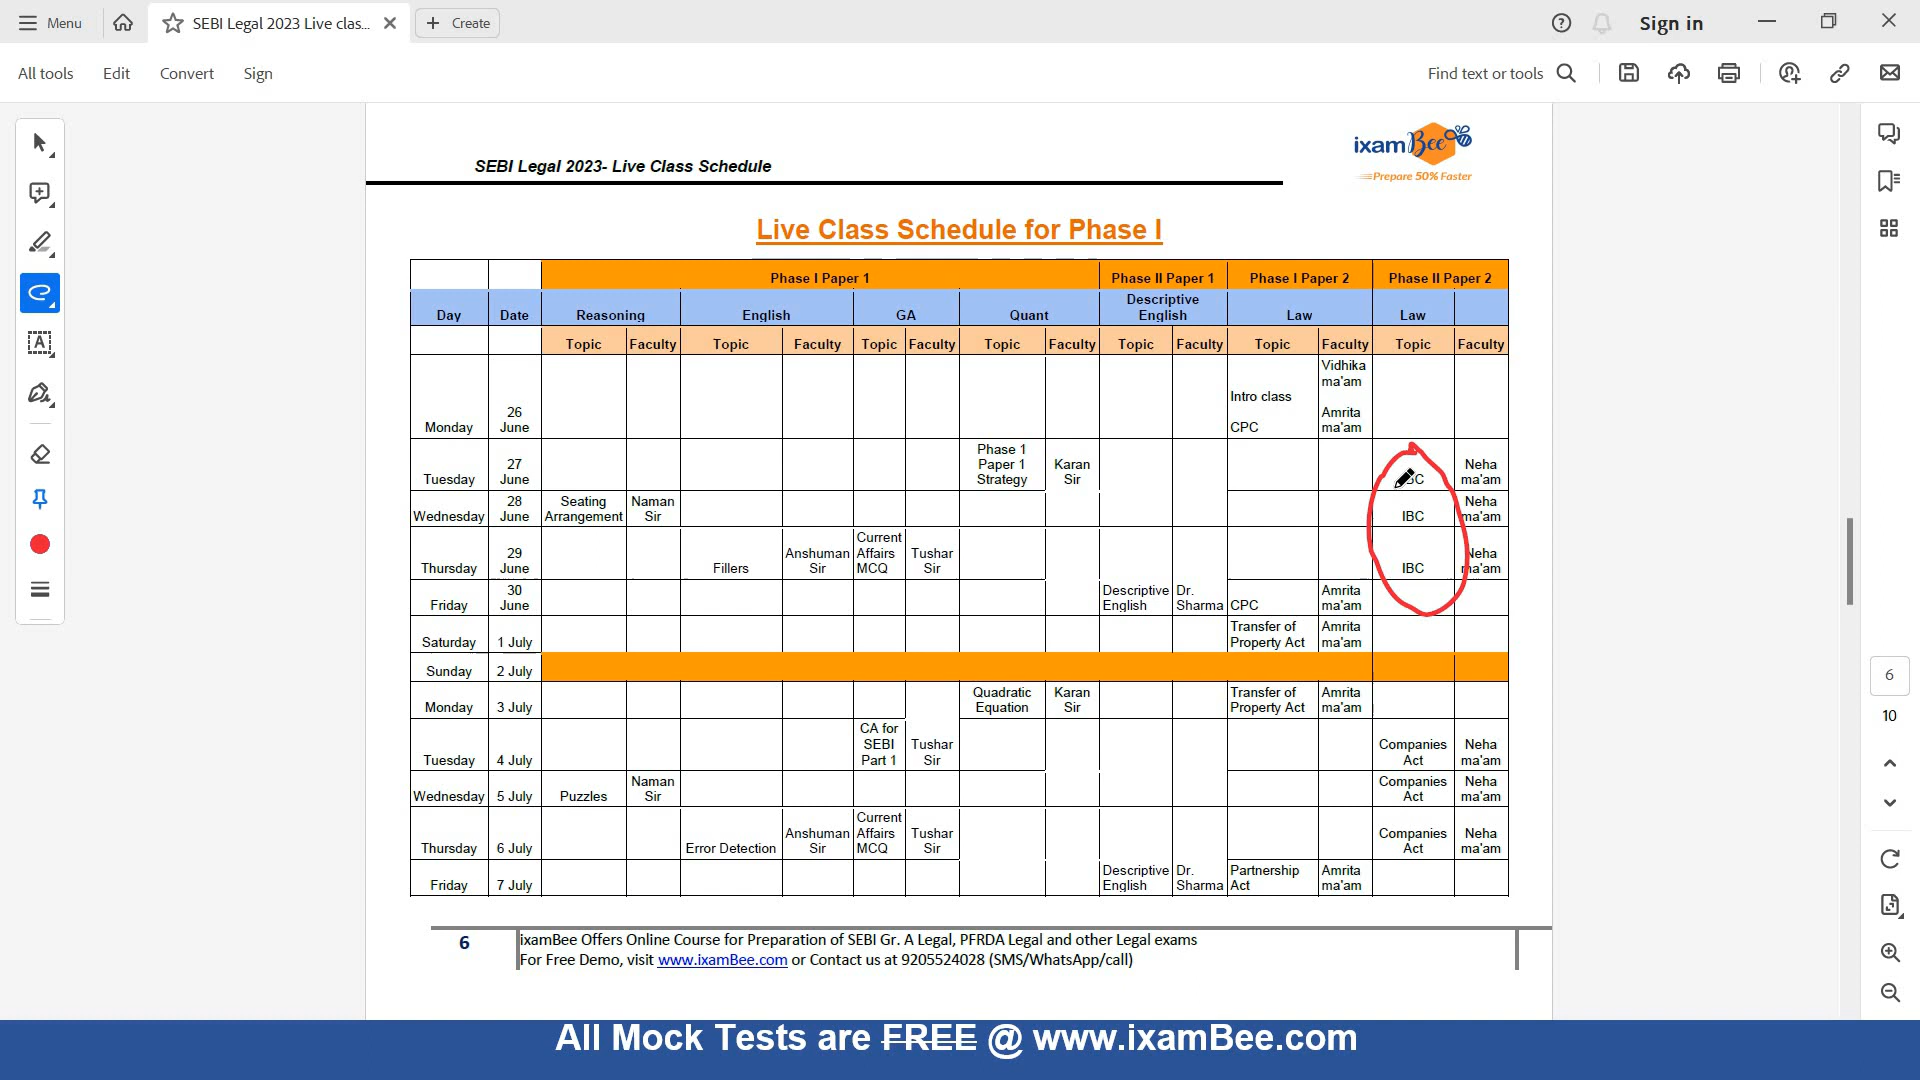 Menu
SEBI Legal 2023 Live clas...
Create
Sign in
All tools
Edit
Convert
Sign
Find text or tools
SEBI Legal 2023- Live Class Schedule
ixamBee
Prepare 50% Faster
Live Class Schedule for Phase I
Phase I Paper 1 Phase II Paper 1 Phase I Paper 2 Phase II Paper 2
Day Date Reasoning English GA Quant Descriptive English Law Law
Topic Faculty Topic Faculty Topic Faculty Topic Faculty Topic Faculty Topic Faculty Topic Faculty
Monday 26 June Intro class CPC Vidhika ma'am Amrita ma'am
Tuesday 27 June Phase 1 Paper 1 Strategy Karan Sir Neha ma'am
Wednesday 28 June Seating Arrangement Naman Sir IBC Neha ma'am
Thursday 29 June Fillers Anshuman Sir Current Affairs MCQ Tushar Sir IBC Neha ma'am
Friday 30 June Descriptive English Dr. Sharma CPC Amrita ma'am
Saturday 1 July Transfer of Property Act Amrita ma'am
Sunday 2 July
Monday 3 July Quadratic Equation Karan Sir Transfer of Property Act Amrita ma'am
Tuesday 4 July CA for SEBI Part 1 Tushar Sir Companies Act Neha ma'am
Wednesday 5 July Puzzles Naman Sir Companies Act Neha ma'am
Thursday 6 July Error Detection Anshuman Sir Current Affairs MCQ Tushar Sir Companies Act Neha ma'am
Friday 7 July Descriptive English Dr. Sharma Partnership Act Amrita ma'am
6
10
6
ixamBee Offers Online Course for Preparation of SEBI Gr. A Legal, PFRDA Legal and other Legal exams
For Free Demo, visit www.ixamBee.com or Contact us at 9205524028 (SMS/WhatsApp/call)
All Mock Tests are FREE @ www.ixamBee.com